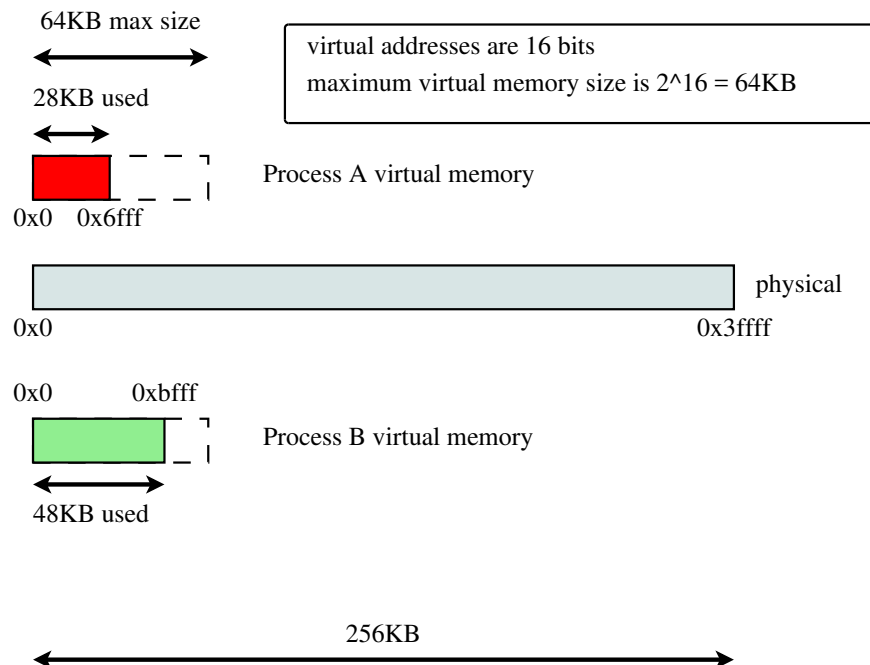 64KB max size
virtual addresses are 16 bits
maximum virtual memory size is 2^16 = 64KB
28KB used
Process A virtual memory
0x0 0x6fff
physical
0x0 0x3ffff
0x0 0xbfff
Process B virtual memory
48KB used
256KB